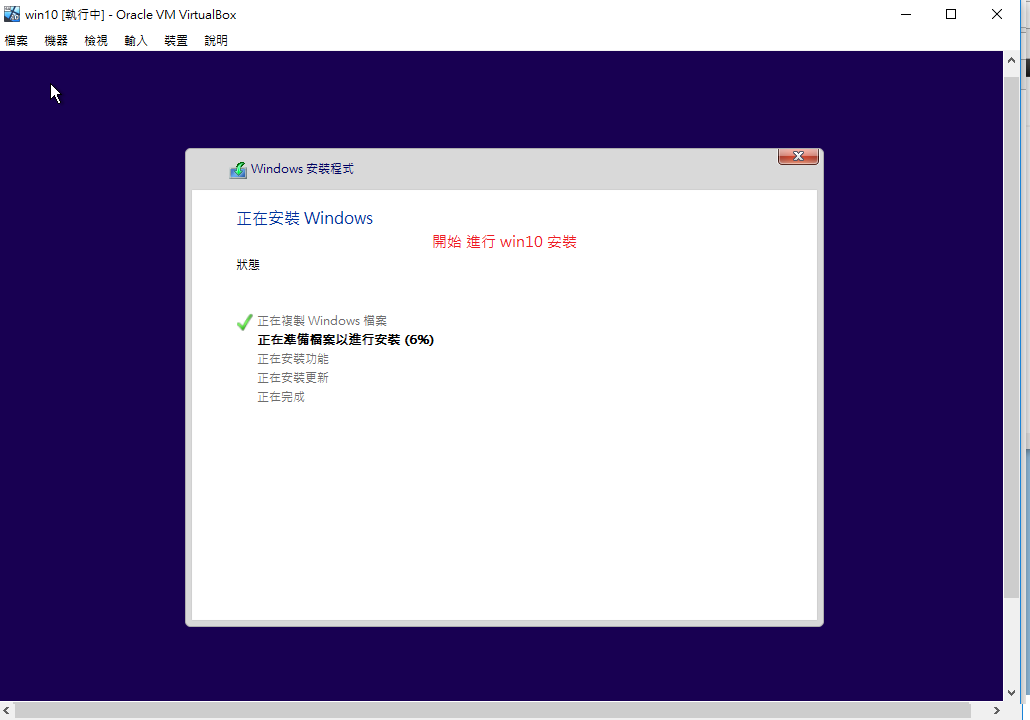 win10 [執行中] - Oracle VM VirtualBox
檔案 機器 檢視 輸入 裝置 說明
Windows 安裝程式
正在安裝 Windows
開始 進行 win10 安裝
狀態
正在複製 Windows 檔案
正在準備檔案以進行安裝 (6%)
正在安裝功能
正在安裝更新
正在完成